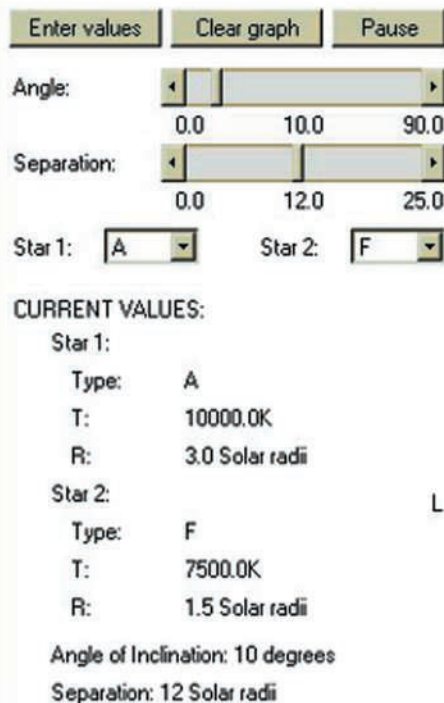 Enter values Clear graph Pause
Angle:
0.0 10.0 90.0
Separation:
0.0 12.0 25.0
Star 1: A Star 2: F
CURRENT VALUES:
Star 1:
Type: A
T: 10000.0K
R: 3.0 Solar radii
Star 2:
L
Type: F
T: 7500.0K
R: 1.5 Solar radii
Angle of Inclination: 10 degrees
Separation: 12 Solar radii